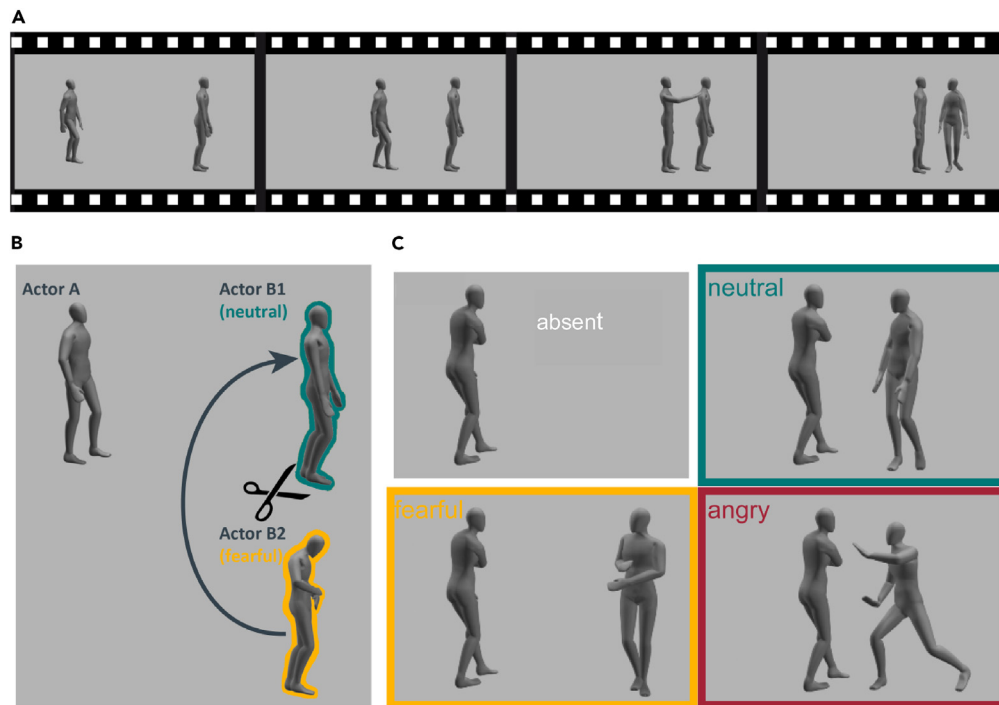 A
B
C
Actor A
Actor B1
(neutral)
Actor B2
(fearful)
absent
neutral
fearful
angry